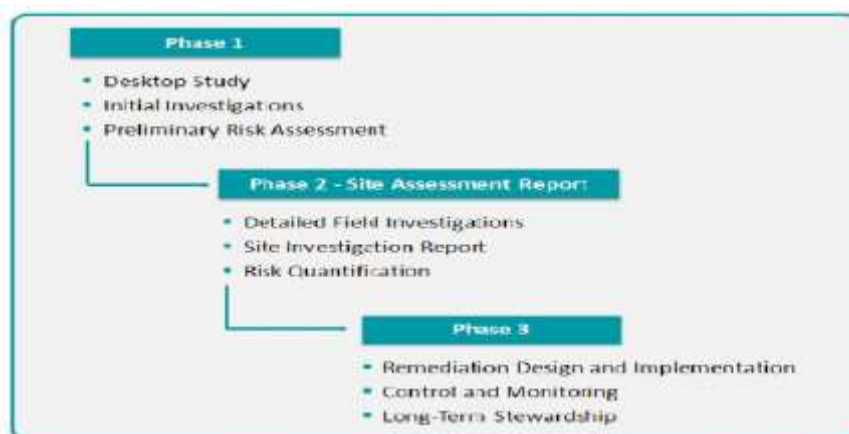 Phase 1
• Desktop Study
• Initial Investigations
• Preliminary Risk Assessment
Phase 2 - Site Assessment Report
• Detailed Field Investigations
• Site Investigation Report
• Risk Quantification
Phase 3
• Remediation Design and Implementation
• Control and Monitoring
• Long-Term Stewardship